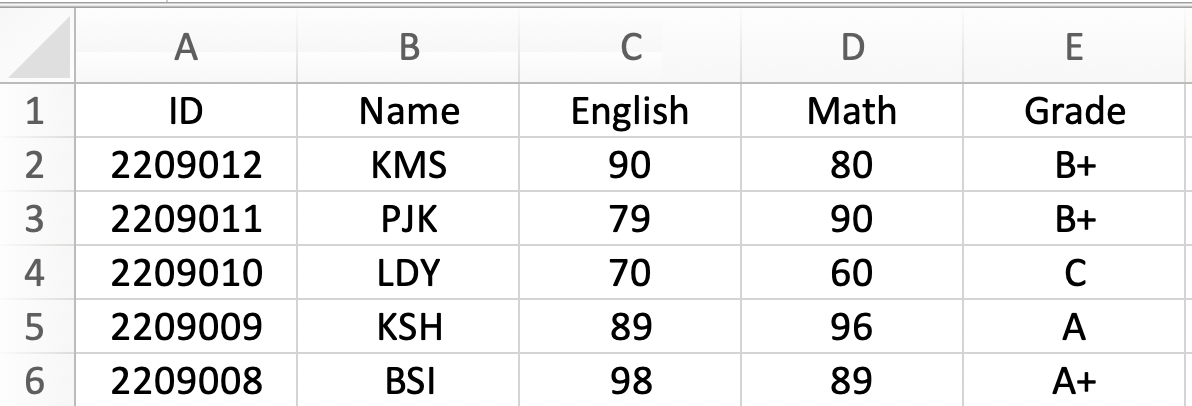 A B C D E
1 ID Name English Math Grade
2 2209012 KMS 90 80 B+
3 2209011 PJK 79 90 B+
4 2209010 LDY 70 60 C
5 2209009 KSH 89 96 A
6 2209008 BSI 98 89 A+